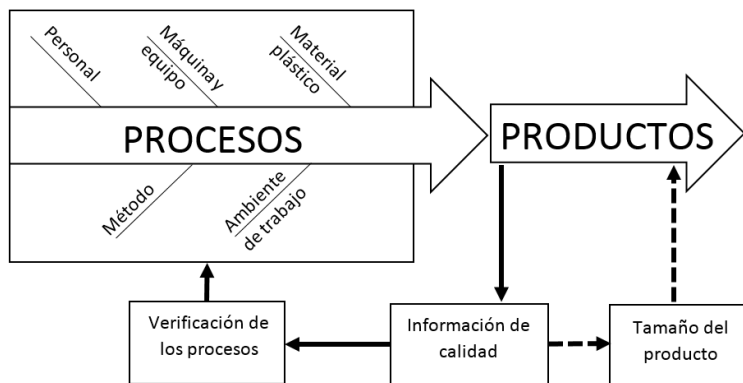 Personal
Máquina y
equipo
Material
plástico
PROCESOS
PRODUCTOS
Método
Ambiente
de trabajo
Verificación de
los procesos
Información de
calidad
Tamaño del
producto